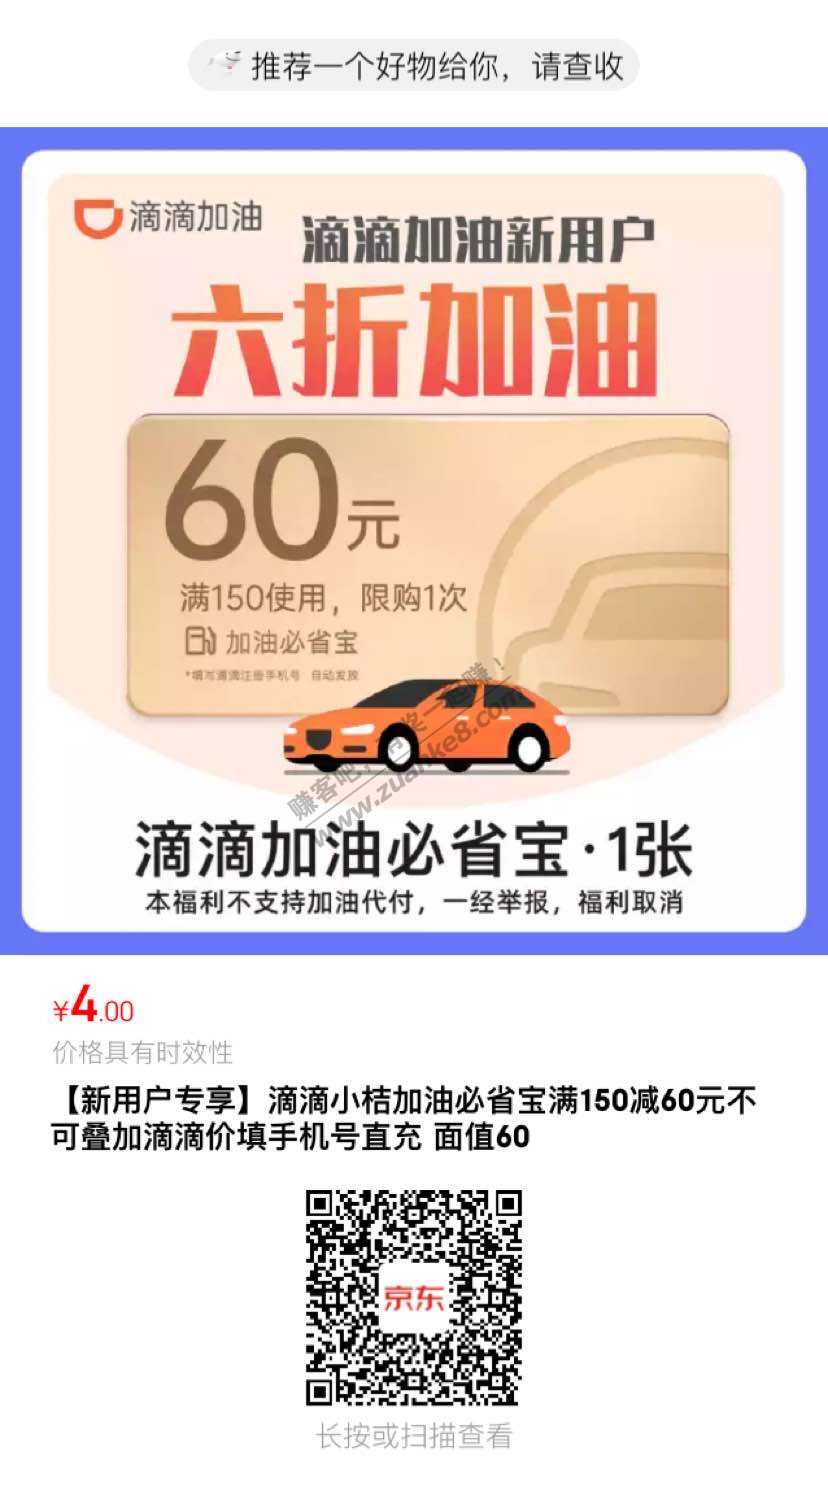 推荐一个好物给你，请查收
滴滴加油
滴滴加油新用户
六折加油
60元
满150使用，限购1次
加油必省宝
*填写滴滴注册手机号 自动发放
赚客吧，有奖一起赚！
www.zuanke8.com
滴滴加油必省宝·1张
本福利不支持加油代付，一经举报，福利取消
¥4.00
价格具有时效性
【新用户专享】滴滴小桔加油必省宝满150减60元不
可叠加滴滴价填手机号直充 面值60
京东
长按或扫描查看